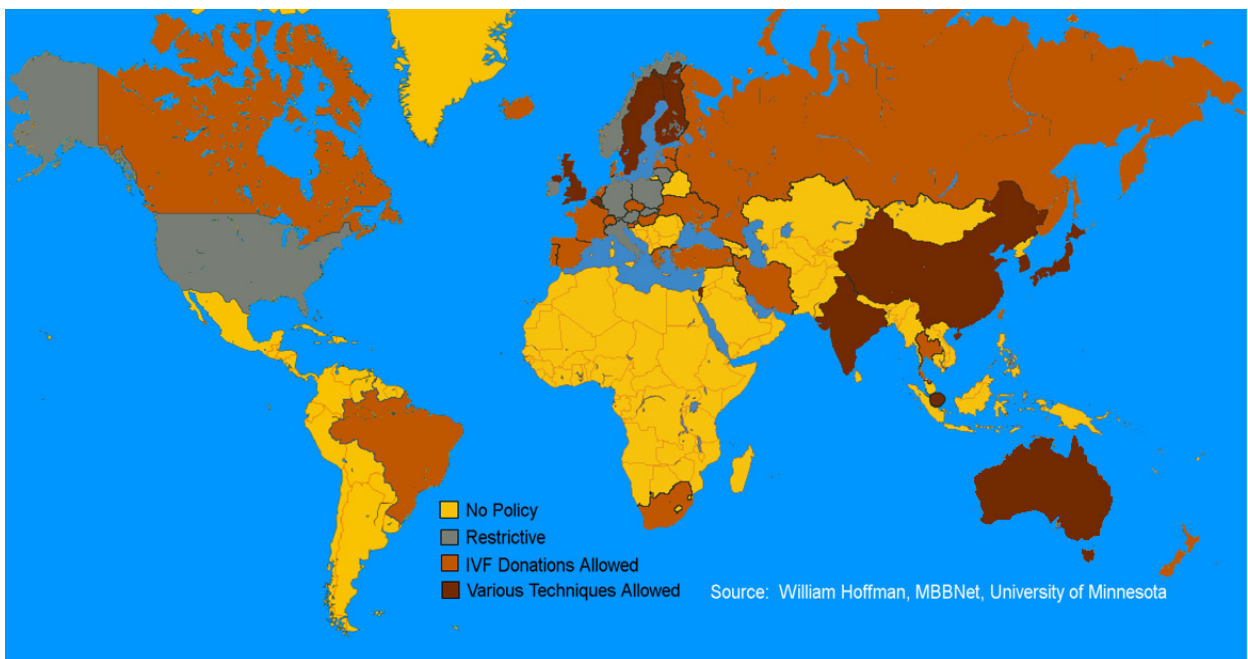 No Policy
Restrictive
IVF Donations Allowed
Various Techniques Allowed
Source: William Hoffman, MBBNet, University of Minnesota